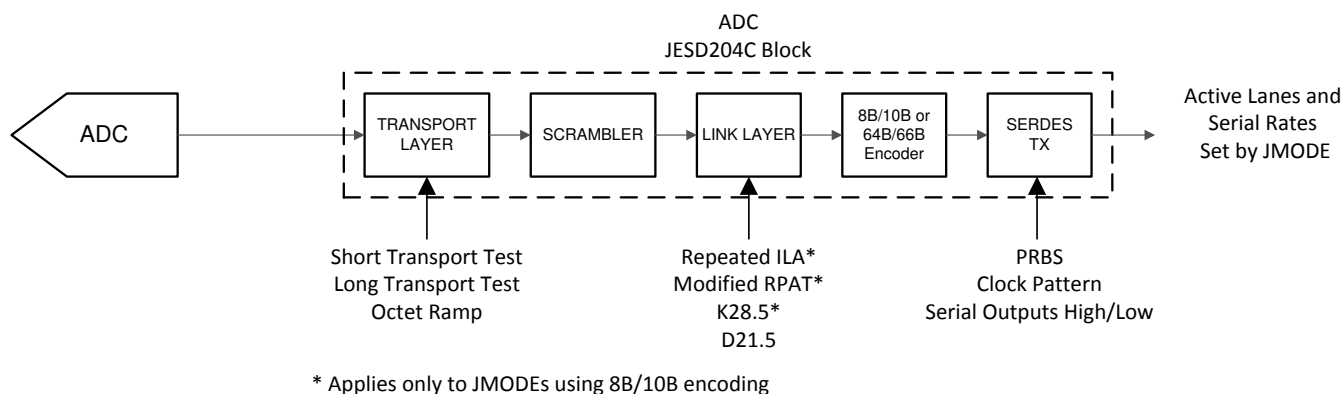 ADC
JESD204C Block
ADC
TRANSPORT
LAYER
SCRAMBLER
LINK LAYER
8B/10B or
64B/66B
Encoder
SERDES
TX
Active Lanes and
Serial Rates
Set by JMODE
Short Transport Test
Long Transport Test
Octet Ramp
Repeated ILA*
Modified RPAT*
K28.5*
D21.5
PRBS
Clock Pattern
Serial Outputs High/Low
* Applies only to JMODEs using 8B/10B encoding